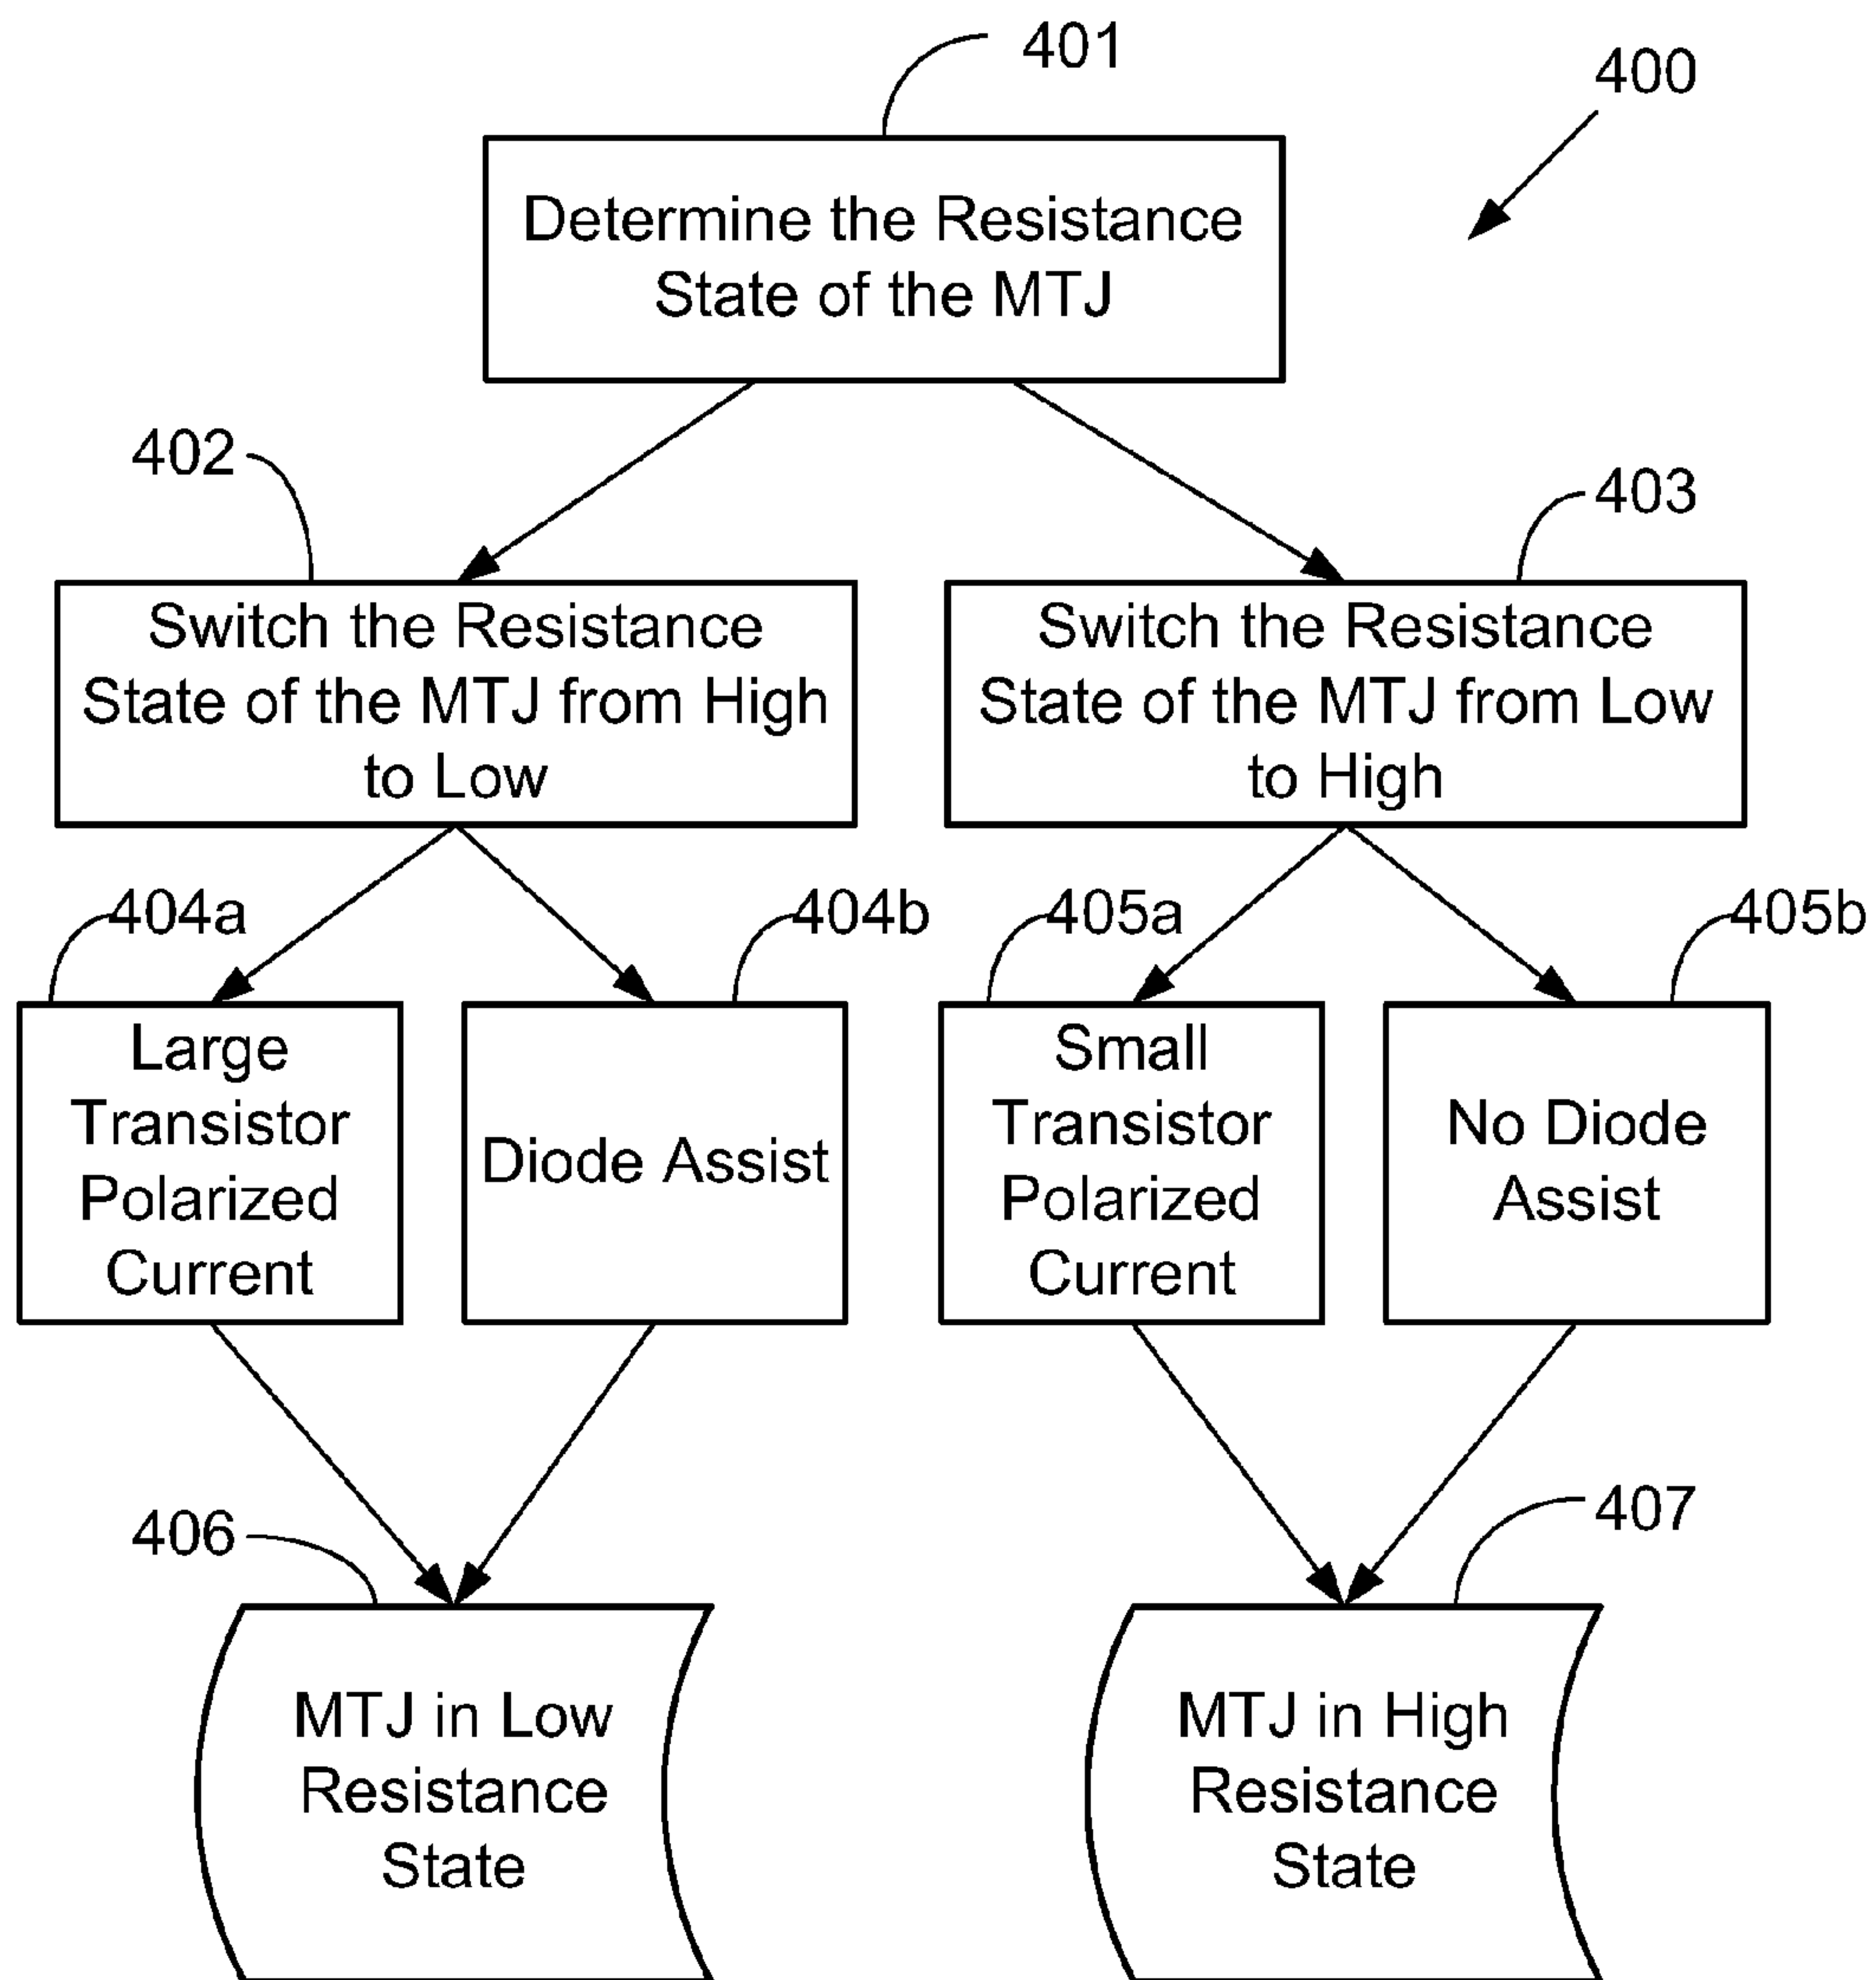 401
400
Determine the Resistance
State of the MTJ
402
403
Switch the Resistance
State of the MTJ from High
to Low
Switch the Resistance
State of the MTJ from Low
to High
404a
404b
405a
405b
Large
Transistor
Polarized
Current
Diode Assist
Small
Transistor
Polarized
Current
No Diode
Assist
406
407
MTJ in Low
Resistance
State
MTJ in High
Resistance
State